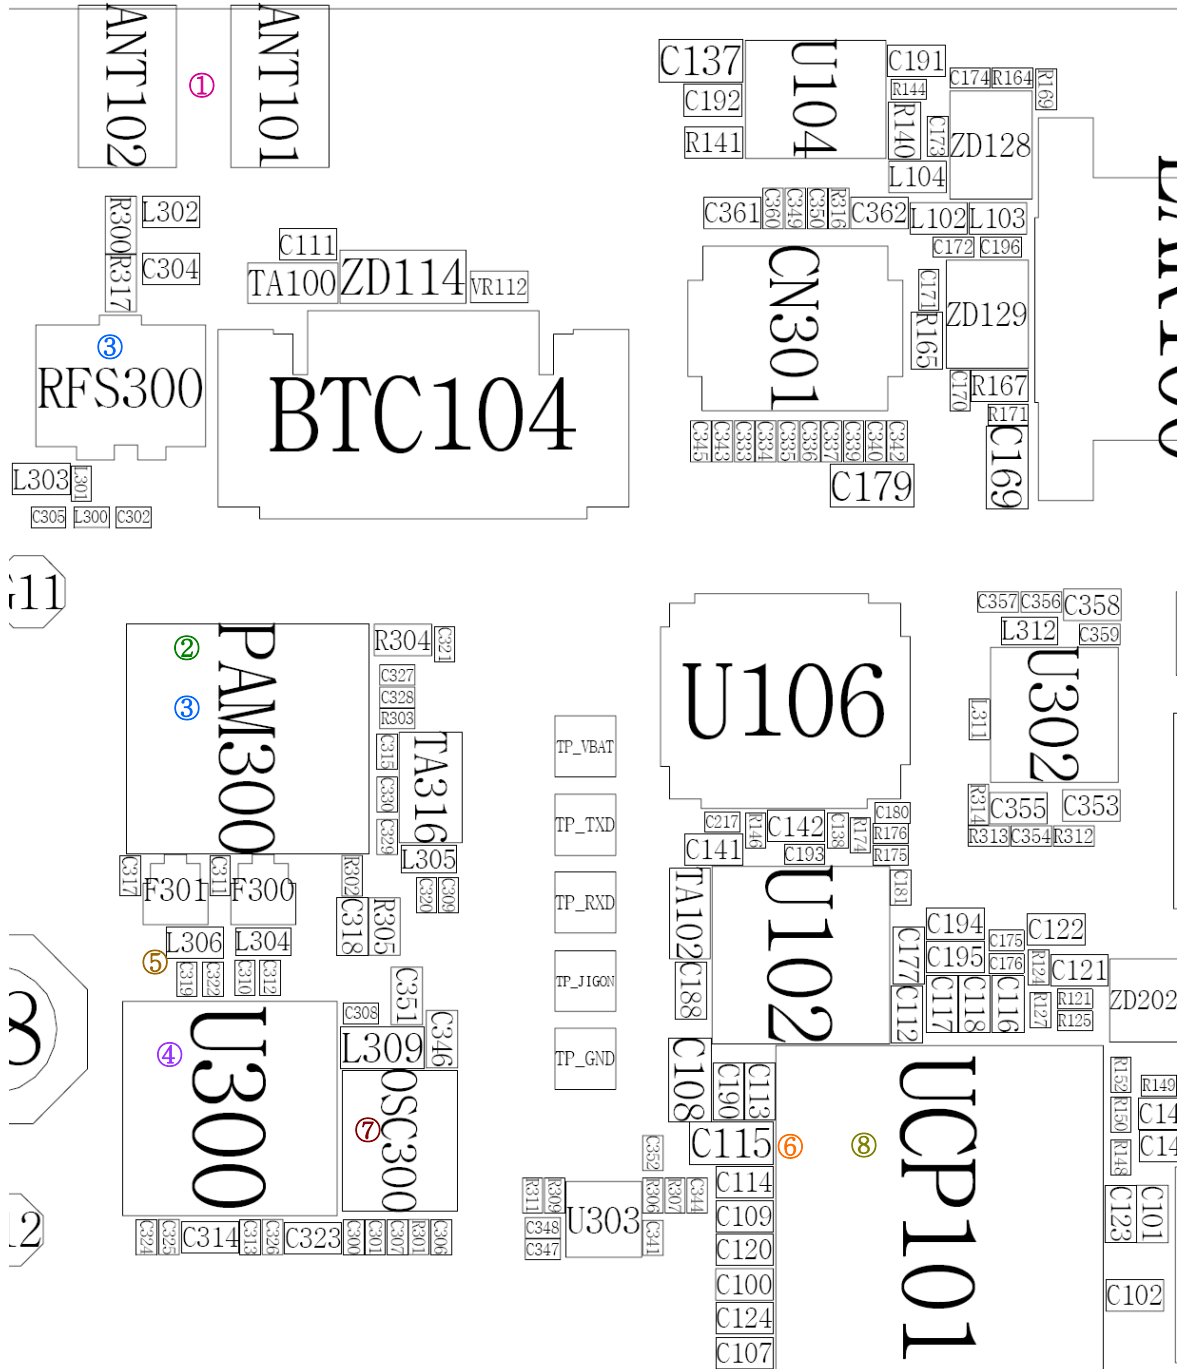 ANT102
①
ANT101
C137
U104
C191
C192
R144
C174
R164
R169
R141
R140
C173
ZD128
L104
LAR100
R300
L302
C361
C360
C349
C350
R316
C362
L102
L103
C111
C172
C196
R317
C304
TA100
ZD114
VR112
CN301
C171
ZD129
R165
③
RFS300
BTC104
C170
R167
R171
C345
C343
C333
C334
C335
C336
C337
C339
C340
C342
C169
L303
L301
C179
C305
L300
C302
G11
C357
C356
C358
L312
C359
②
PAM300
R304
C321
U106
U302
C327
③
C328
R303
L311
C315
TA316
TP_VBAT
C330
TP_TXD
R314
C355
C353
C329
C217
R146
C142
C138
R174
C180
R176
R313
C354
R312
L305
C141
C193
R175
C317
F301
C311
F300
R302
C320
C309
TP_RXD
TA102
U102
C181
C318
R305
L306
L304
C194
C175
C122
⑤
C319
C322
C310
C312
TP_JIGON
C188
C177
C195
C176
R124
C121
8
U300
C351
C308
C112
C117
C118
C116
R127
R121
R125
ZD202
L309
C346
TP_GND
④
OSC300
C108
C190
C113
UCP101
R152
R149
R150
C14
⑦
C115
⑥
⑧
C352
R148
C14
C114
R311
R309
U303
R306
R307
C344
C123
C101
12
C109
C348
C324
C325
C314
C313
C326
C323
C300
C301
C307
R301
C306
C347
C341
C120
C100
C102
C124
C107